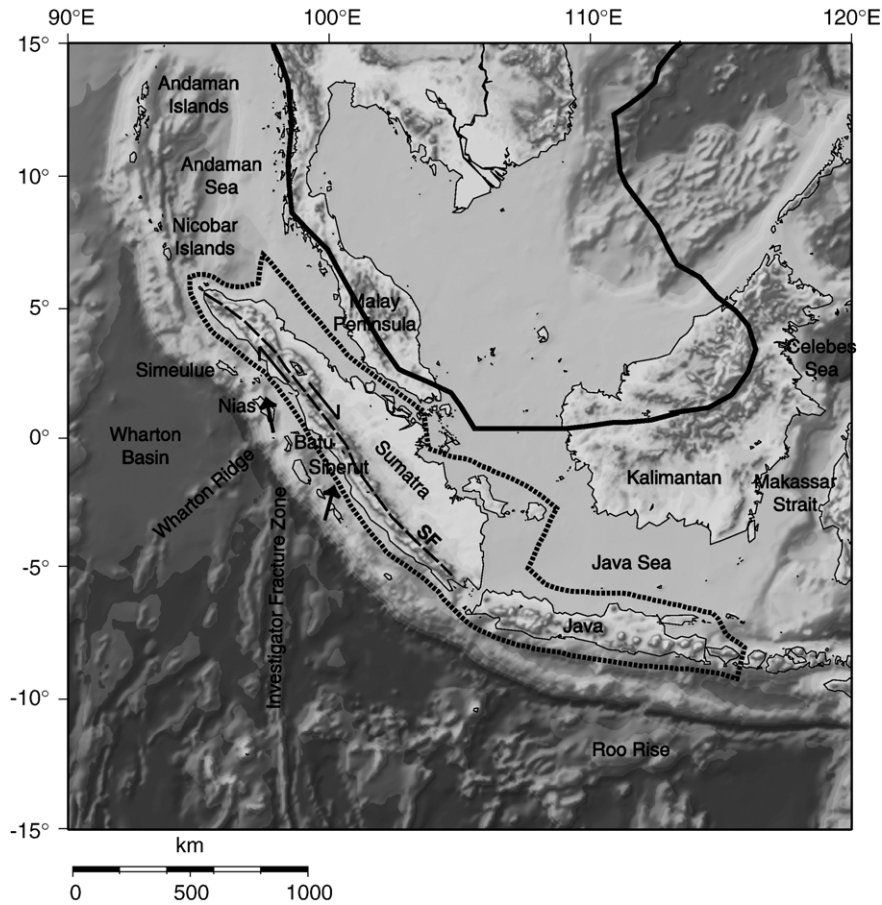 90°E 100°E 110°E 120°E
15°
Andaman
Islands
10°
Andaman
Sea
Nicobar
Islands
5°
Malay
Peninsula
Celebes
Sea
Simeulue
Nias
0°
Wharton
Basin
Batu
Siberut
Sumatra
Kalimantan
Makassar
Strait
Wharton Ridge
Investigator Fracture Zone
SF
-5°
Java Sea
Java
-10°
Roo Rise
-15°
km
0 500 1000